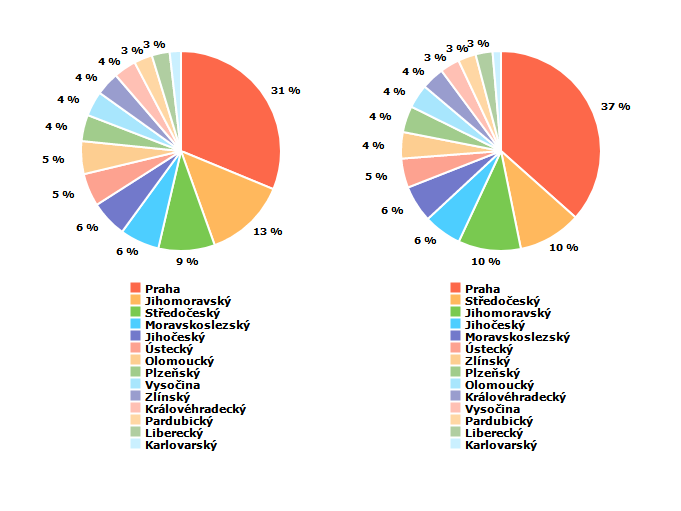 31 %
13 %
9 %
6 %
6 %
5 %
5 %
4 %
4 %
4 %
4 %
3 %
3 %
Praha
Jihomoravský
Středočeský
Moravskoslezský
Jihočeský
Ústecký
Olomoucký
Plzeňský
Vysočina
Zlínský
Královéhradecký
Pardubický
Liberecký
Karlovarský
37 %
10 %
10 %
6 %
6 %
5 %
4 %
4 %
4 %
4 %
3 %
3 %
3 %
Praha
Středočeský
Jihomoravský
Jihočeský
Moravskoslezský
Ústecký
Zlínský
Plzeňský
Olomoucký
Královéhradecký
Vysočina
Pardubický
Liberecký
Karlovarský